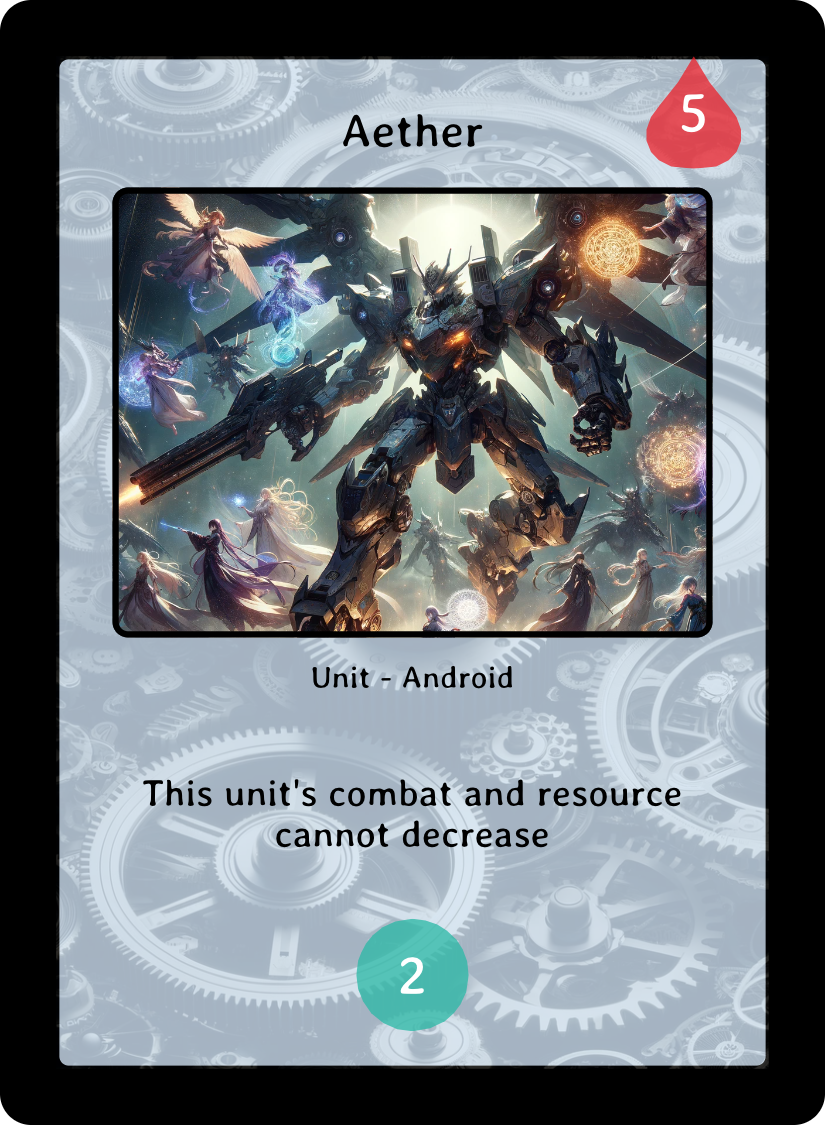 5
Aether
Unit - Android
This unit's combat and resource
cannot decrease
2